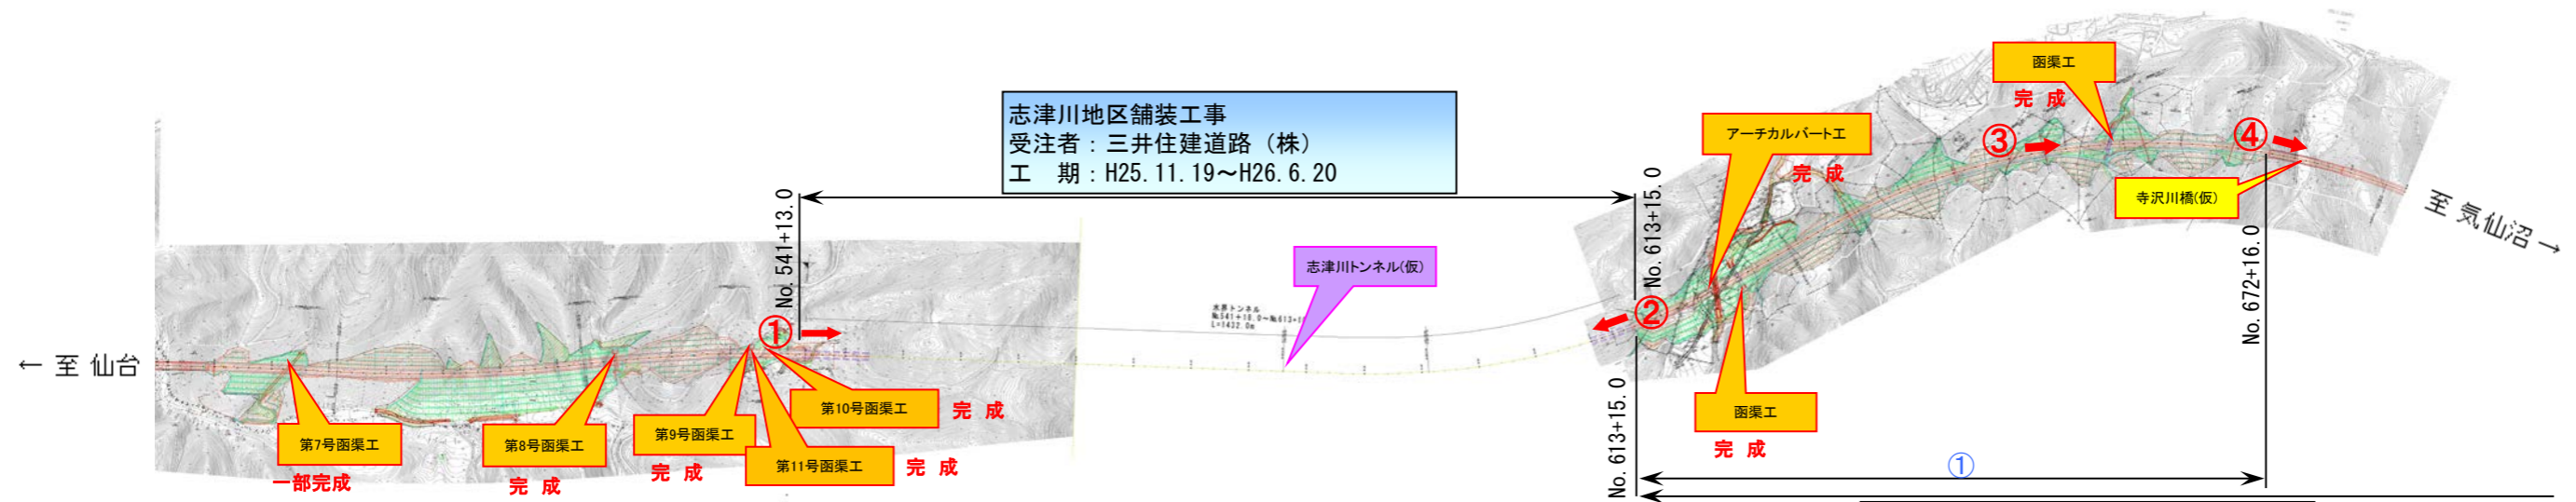 志津川地区舗装工事
受注者：三井住建道路（株）
工　期：H25.11.19～H26.6.20
No. 541+13.0
No. 613+15.0
アーチカルバート工
完 成
函渠工
完 成
③
④
寺沢川橋(仮)
至 気仙沼 →
No. 672+16.0
志津川トンネル(仮)
L=1432.0m
①
②
← 至 仙台
第7号函渠工
一部完成
第8号函渠工
完 成
第9号函渠工
完 成
第10号函渠工
完 成
第11号函渠工
完 成
函渠工
完 成
No. 613+15.0
①